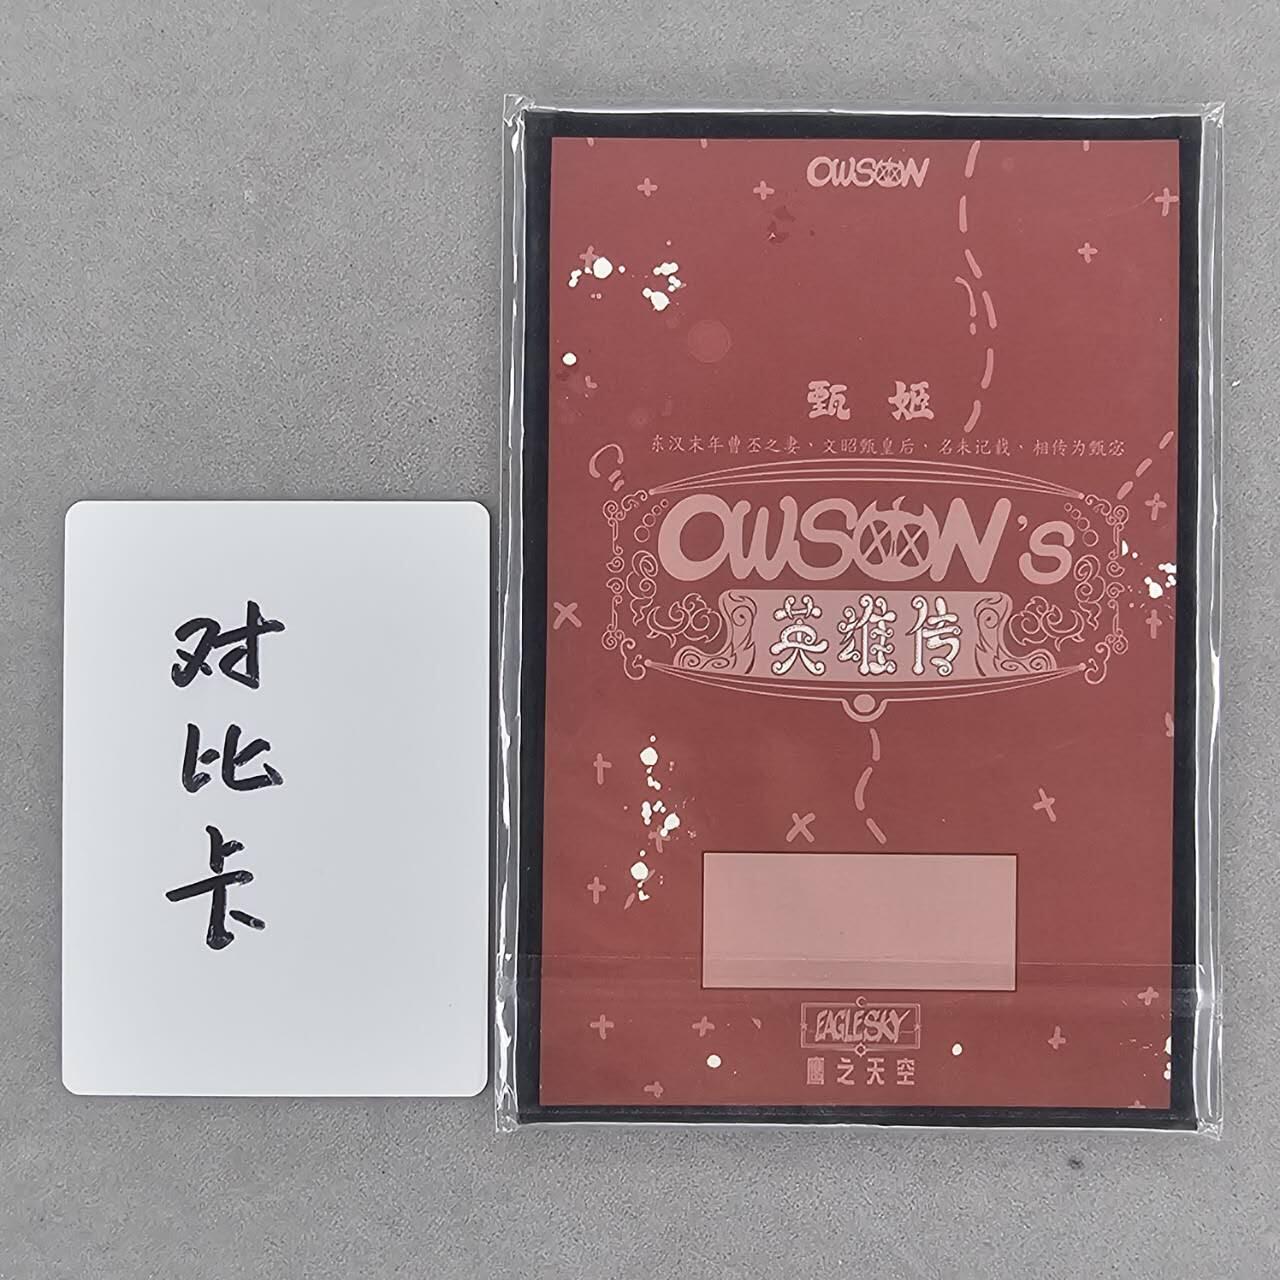 对
比
卡
OWSON
甄姬
东汉末年曹丕之妻、文昭甄皇后、名未记载、相传为甄宓
OWSON's
英雄传
EAGLESKY
鹰之天空